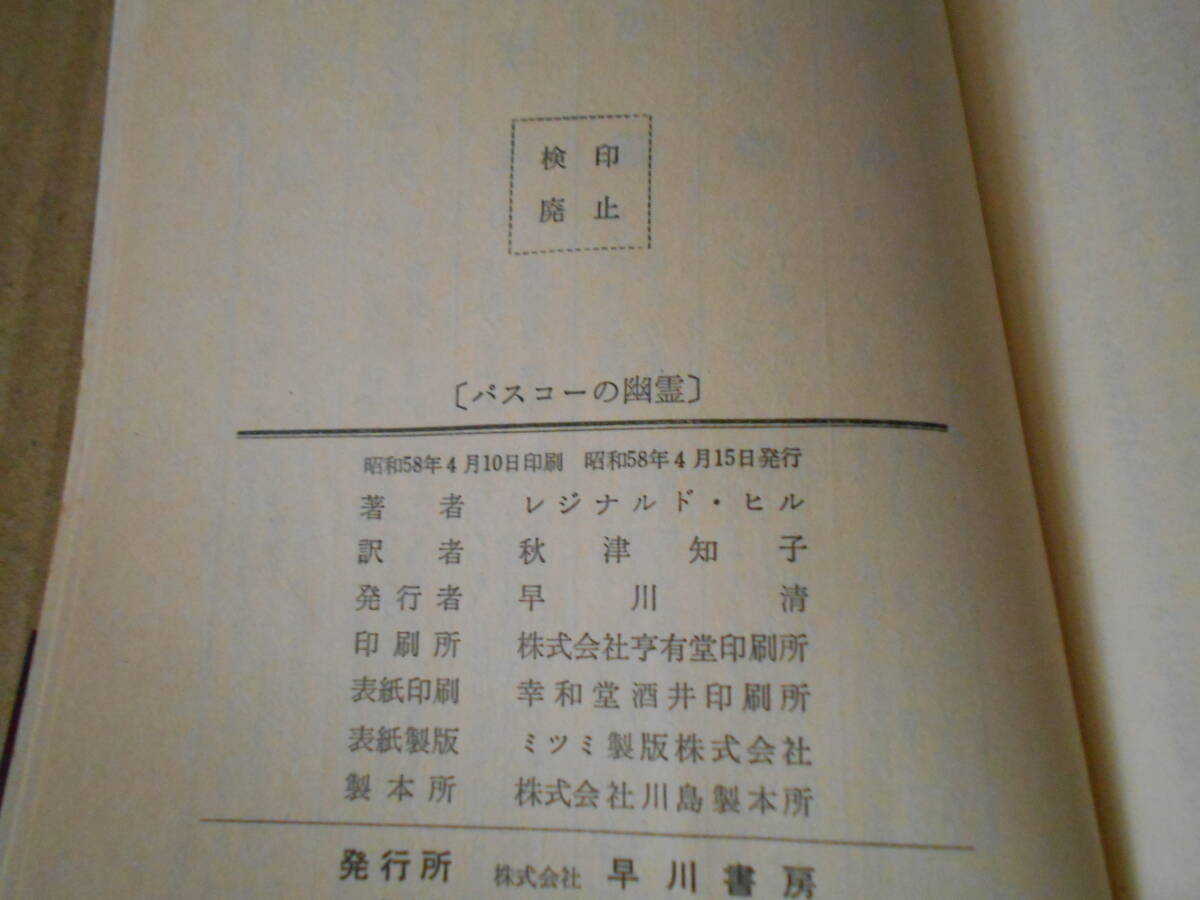 検印
廃止
〔パスコーの幽霊〕
昭和58年4月10日印刷 昭和58年4月15日発行
著者 レジナルド・ヒル
訳者 秋津知子
発行者 早川清
印刷所 株式会社亨有堂印刷所
表紙印刷 幸和堂酒井印刷所
表紙製版 ミツミ製版株式会社
製本所 株式会社川島製本所
発行所 株式会社 早川書房